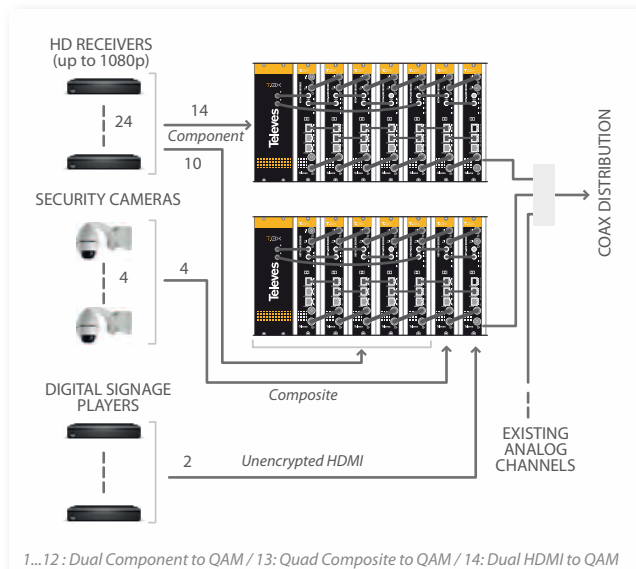 HD RECEIVERS
(up to 1080p)
24
14
Component
10
Televes
SECURITY CAMERAS
4
4
Televes
Composite
DIGITAL SIGNAGE
PLAYERS
2
Unencrypted HDMI
COAX DISTRIBUTION
EXISTING
ANALOG
CHANNELS
1...12 : Dual Component to QAM / 13: Quad Composite to QAM / 14: Dual HDMI to QAM